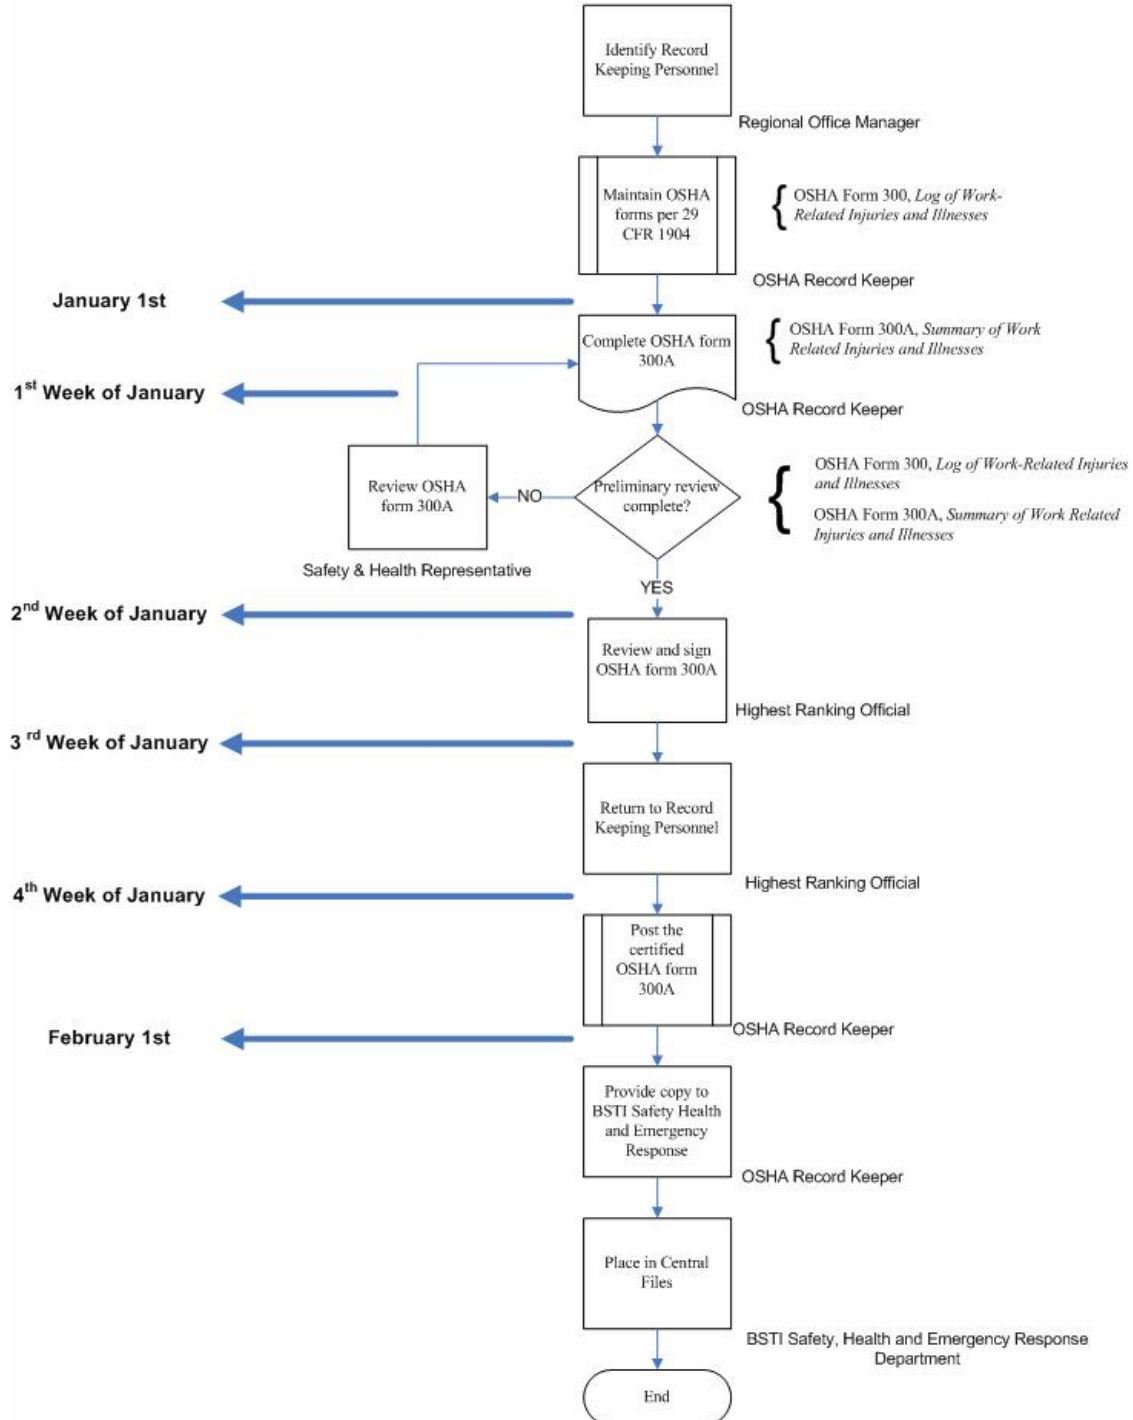 Identify Record
Keeping Personnel
Regional Office Manager
Maintain OSHA
forms per 29
CFR 1904
OSHA Form 300, Log of Work-
Related Injuries and Illnesses
OSHA Record Keeper
January 1st
Complete OSHA form
300A
OSHA Form 300A, Summary of Work
Related Injuries and Illnesses
1st Week of January
OSHA Record Keeper
Review OSHA
form 300A
NO
Preliminary review
complete?
OSHA Form 300, Log of Work-Related Injuries
and Illnesses
OSHA Form 300A, Summary of Work Related
Injuries and Illnesses
Safety & Health Representative
YES
2nd Week of January
Review and sign
OSHA form 300A
Highest Ranking Official
3 rd Week of January
Return to Record
Keeping Personnel
Highest Ranking Official
4th Week of January
Post the
certified
OSHA form
300A
OSHA Record Keeper
February 1st
Provide copy to
BSTI Safety Health
and Emergency
Response
OSHA Record Keeper
Place in Central
Files
BSTI Safety, Health and Emergency Response
Department
End